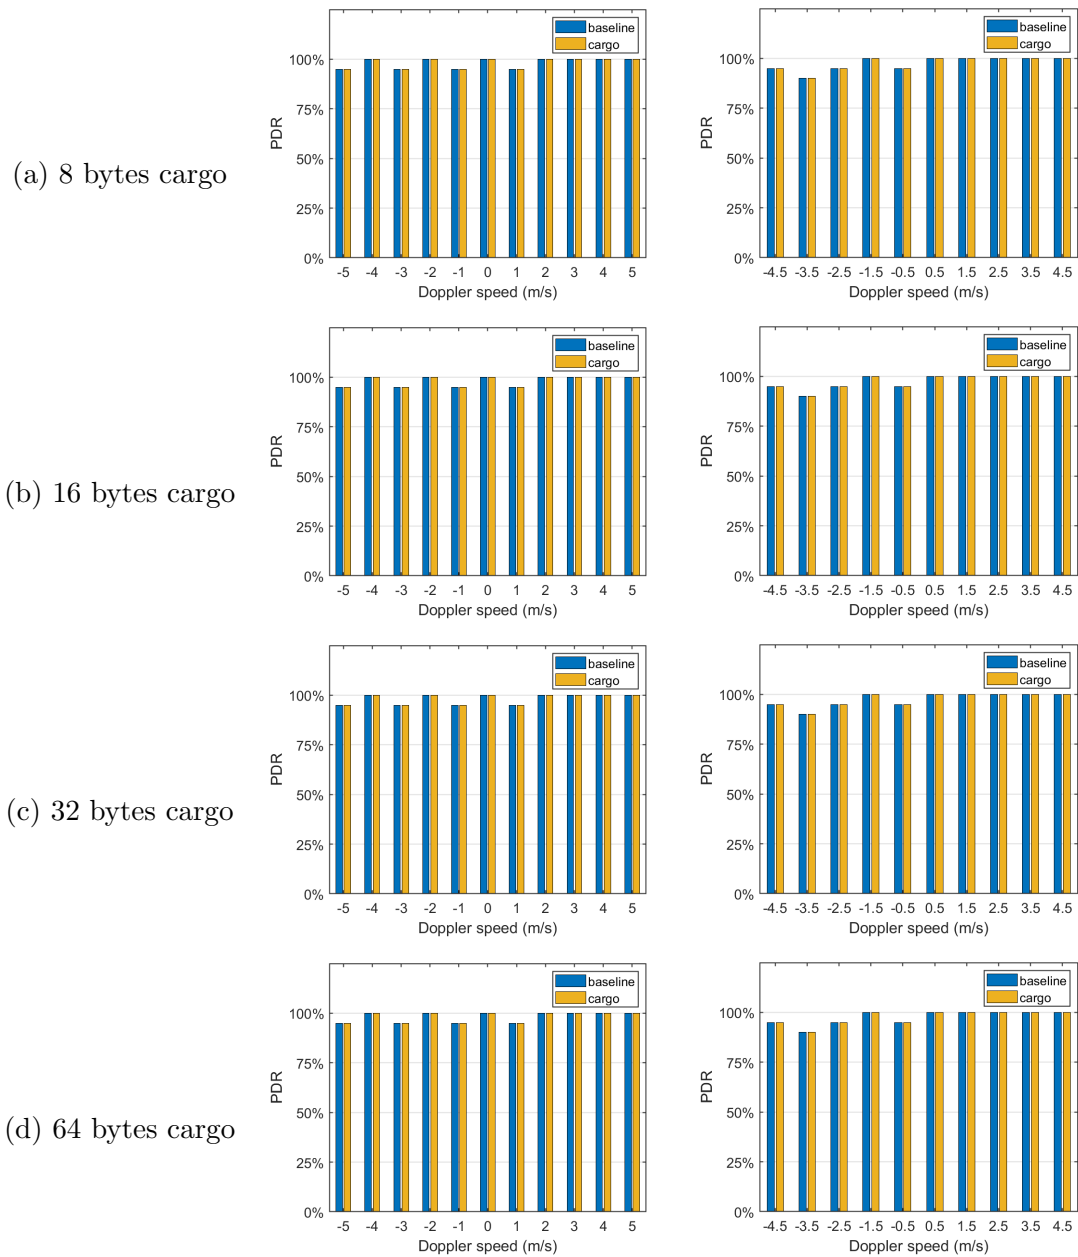 baseline
cargo
100%
75%
50%
25%
0%
PDR
-5 -4 -3 -2 -1 0 1 2 3 4 5
Doppler speed (m/s)
baseline
cargo
100%
75%
50%
25%
0%
PDR
-4.5 -3.5 -2.5 -1.5 -0.5 0.5 1.5 2.5 3.5 4.5
Doppler speed (m/s)
(a) 8 bytes cargo
baseline
cargo
100%
75%
50%
25%
0%
PDR
-5 -4 -3 -2 -1 0 1 2 3 4 5
Doppler speed (m/s)
baseline
cargo
100%
75%
50%
25%
0%
PDR
-4.5 -3.5 -2.5 -1.5 -0.5 0.5 1.5 2.5 3.5 4.5
Doppler speed (m/s)
(b) 16 bytes cargo
baseline
cargo
100%
75%
50%
25%
0%
PDR
-5 -4 -3 -2 -1 0 1 2 3 4 5
Doppler speed (m/s)
baseline
cargo
100%
75%
50%
25%
0%
PDR
-4.5 -3.5 -2.5 -1.5 -0.5 0.5 1.5 2.5 3.5 4.5
Doppler speed (m/s)
(c) 32 bytes cargo
baseline
cargo
100%
75%
50%
25%
0%
PDR
-5 -4 -3 -2 -1 0 1 2 3 4 5
Doppler speed (m/s)
baseline
cargo
100%
75%
50%
25%
0%
PDR
-4.5 -3.5 -2.5 -1.5 -0.5 0.5 1.5 2.5 3.5 4.5
Doppler speed (m/s)
(d) 64 bytes cargo